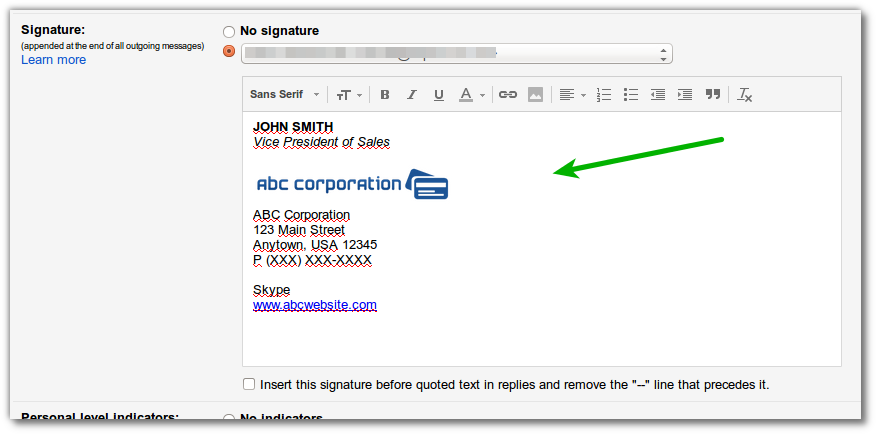 Signature:
(appended at the end of all outgoing messages)
Learn more
No signature
Sans Serif
B I U A
JOHN SMITH
Vice President of Sales
abc corporation
ABC Corporation
123 Main Street
Anytown, USA 12345
P (XXX) XXX-XXXX
Skype
www.abcwebsite.com
Insert this signature before quoted text in replies and remove the "--" line that precedes it.
Personal level indicators:
No indicators